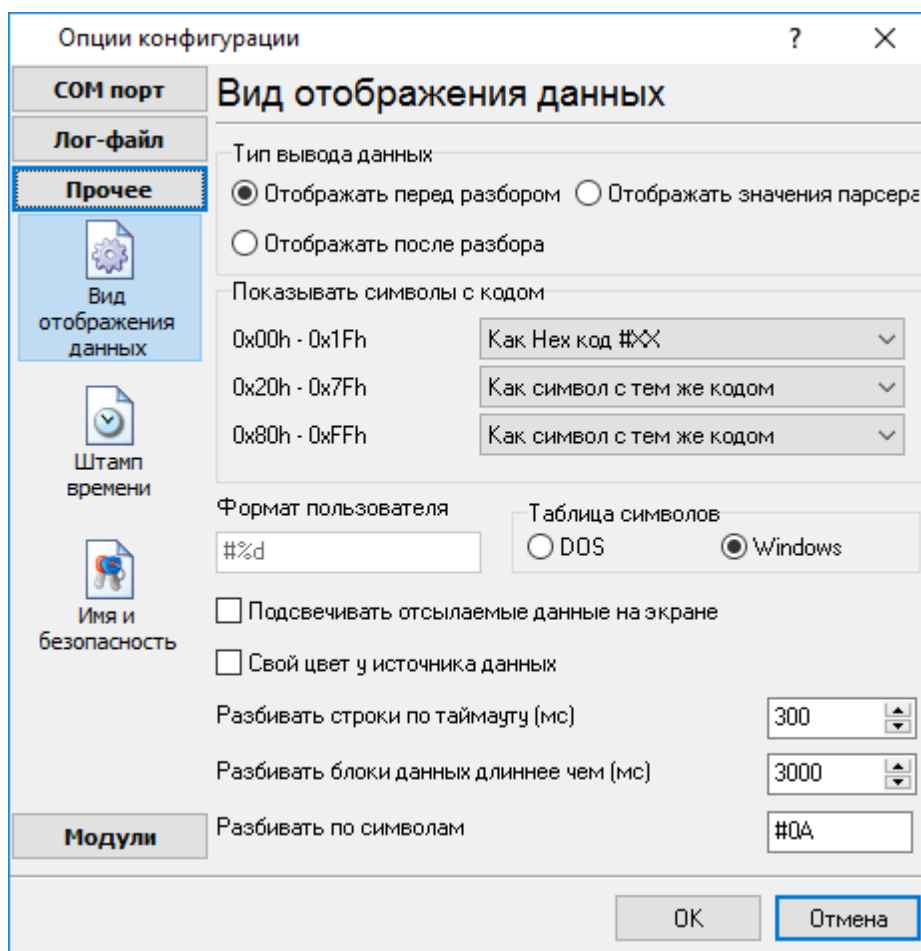 Опции конфигурации
?
COM порт
Лог-файл
Прочее
Вид
отображения
данных
Штамп
времени
Имя и
безопасность
Модули
Вид отображения данных
Тип вывода данных
Отображать перед разбором
Отображать значения парсера
Отображать после разбора
Показывать символы с кодом
0x00h - 0x1Fh
Как Hex код #XX
0x20h - 0x7Fh
Как символ с тем же кодом
0x80h - 0xFFh
Как символ с тем же кодом
Формат пользователя
#%d
Таблица символов
DOS
Windows
Подсвечивать отсылаемые данные на экране
Свой цвет у источника данных
Разбивать строки по таймауту (мс)
300
Разбивать блоки данных длиннее чем (мс)
3000
Разбивать по символам
#0A
OK
Отмена